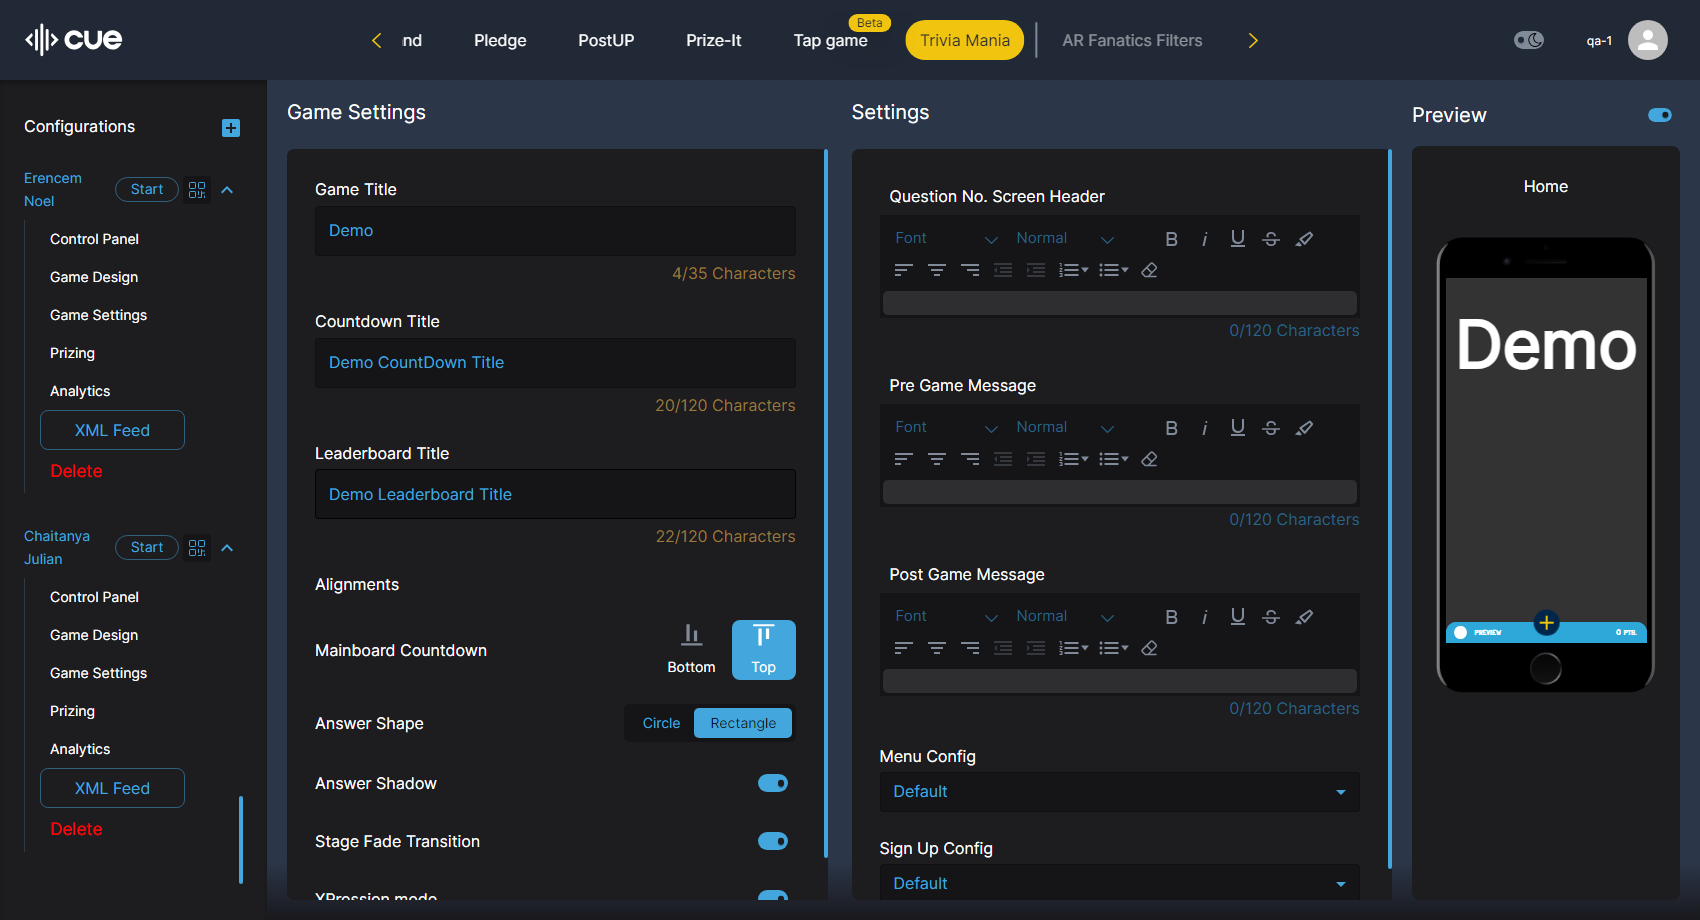 cue
nd
Pledge
PostUP
Prize-It
Tap game
Beta
Trivia Mania
AR Fanatics Filters
qa-1
Configurations
Erencem
Noel
Start
Control Panel
Game Design
Game Settings
Prizing
Analytics
XML Feed
Delete
Chaitanya
Julian
Start
Control Panel
Game Design
Game Settings
Prizing
Analytics
XML Feed
Delete
Game Settings
Game Title
Demo
4/35 Characters
Countdown Title
Demo CountDown Title
20/120 Characters
Leaderboard Title
Demo Leaderboard Title
22/120 Characters
Alignments
Mainboard Countdown
Bottom
Top
Answer Shape
Circle
Rectangle
Answer Shadow
Stage Fade Transition
XPression mode
Settings
Question No. Screen Header
Font
Normal
0/120 Characters
Pre Game Message
Font
Normal
0/120 Characters
Post Game Message
Font
Normal
0/120 Characters
Menu Config
Default
Sign Up Config
Default
Preview
Home
Demo
PREVIEW
0 PTS.